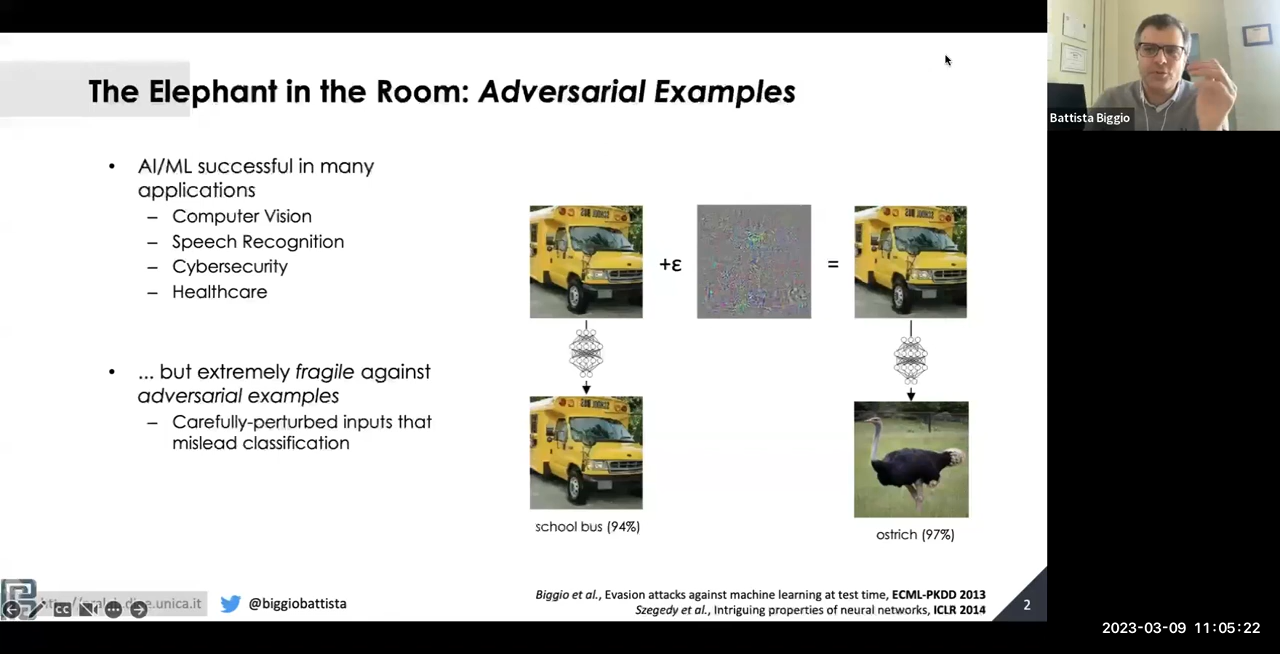 The Elephant in the Room: Adversarial Examples
Battista Biggio
• AI/ML successful in many
applications
– Computer Vision
– Speech Recognition
– Cybersecurity
– Healthcare
+ε
=
• ... but extremely fragile against
adversarial examples
– Carefully-perturbed inputs that
mislead classification
school bus (94%)
ostrich (97%)
CC
unica.it
@biggiobattista
Biggio et al., Evasion attacks against machine learning at test time, ECML-PKDD 2013
Szegedy et al., Intriguing properties of neural networks, ICLR 2014
2
2023-03-09 11:05:22